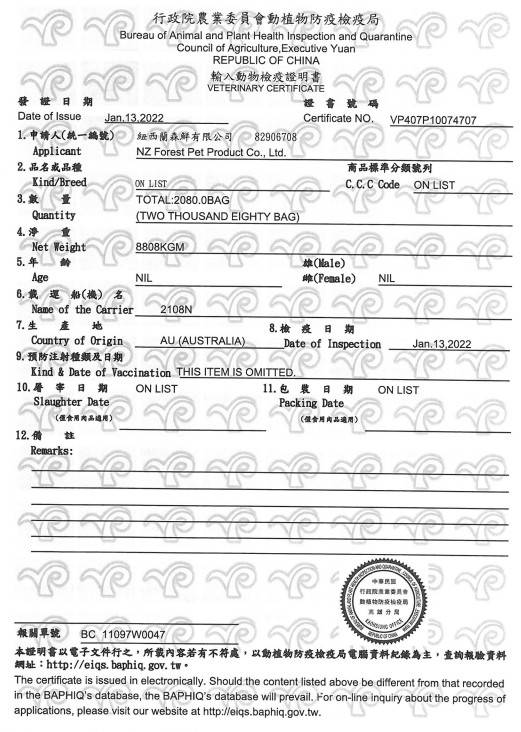 行政院農業委員會動植物防疫檢疫局
Bureau of Animal and Plant Health Inspection and Quarantine
Council of Agriculture,Executive Yuan
REPUBLIC OF CHINA
輸入動物檢疫證明書
VETERINARY CERTIFICATE
發 證 日 期 證 書 號 碼
Date of Issue Jan.13,2022 Certificate NO. VP407P10074707
1.申請人(統一編號) 紐西蘭森鮮有限公司 82906708
Applicant NZ Forest Pet Product Co., Ltd.
2.品名或品種 商品標準分類號列
Kind/Breed ON LIST C.C.C Code ON LIST
3.數 量 TOTAL:2080.0BAG
Quantity (TWO THOUSAND EIGHTY BAG)
4.淨 重
Net Weight 8808KGM
5.年 齡 雄(Male)
Age NIL 雌(Female) NIL
6.載 運 船(機) 名
Name of the Carrier 2108N
7.生 產 地 8.檢 疫 日 期
Country of Origin AU (AUSTRALIA) Date of Inspection Jan.13,2022
9.預防注射種類及日期
Kind & Date of Vaccination THIS ITEM IS OMITTED.
10.屠 宰 日 期 ON LIST 11.包 裝 日 期 ON LIST
Slaughter Date Packing Date
(僅食用肉品適用) (僅食用肉品適用)
12.備 註
Remarks:
中華民國
行政院農業委員會
動植物防疫檢疫局
高雄分局
KAOHSIUNG OFFICE
REPUBLIC OF CHINA
報關單號 BC 11097W0047
本證明書以電子文件行之，所載內容若有不符處，以動植物防疫檢疫局電腦資料紀錄為主，查詢報驗資料
網址：http://eiqs.baphiq.gov.tw。
The certificate is issued in electronically. Should the content listed above be different from that recorded
in the BAPHIQ's database, the BAPHIQ's database will prevail. For on-line inquiry about the progress of
applications, please visit our website at http://eiqs.baphiq.gov.tw.